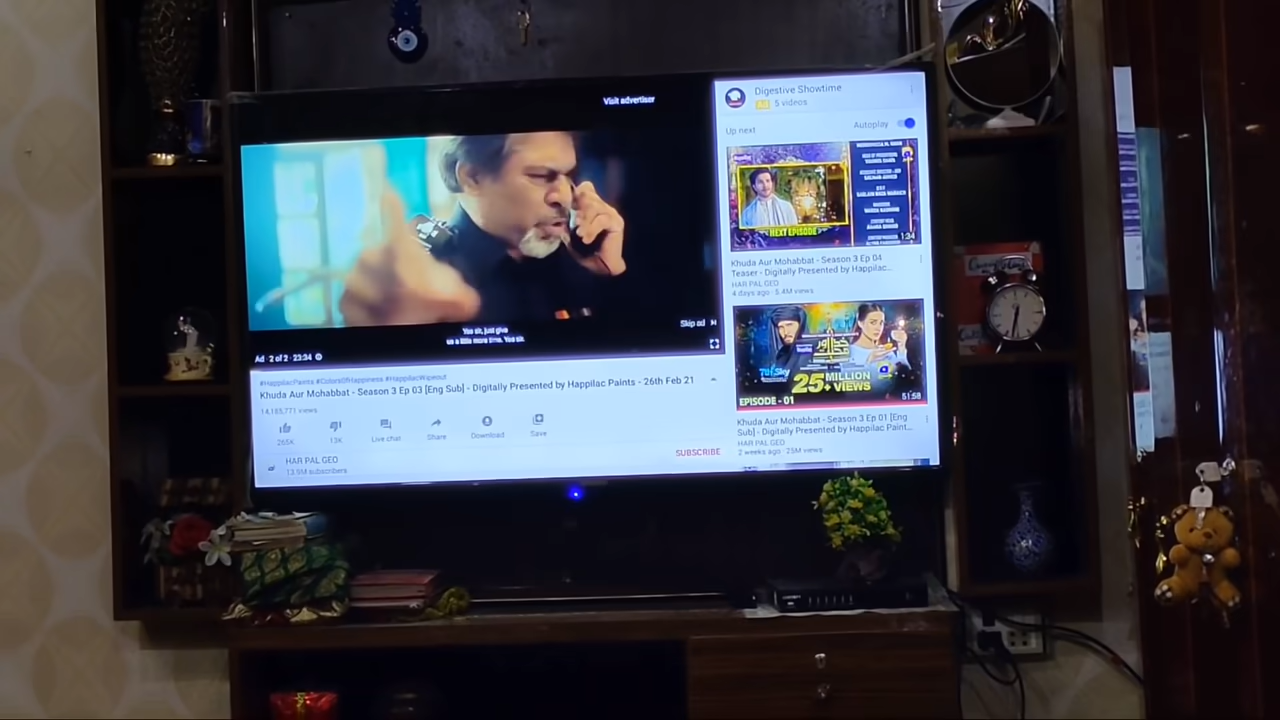 Visit advertiser
Yes sir, just give
us a little more time. Yes sir.
Skip ad
Ad · 2 of 2 · 23:34
#HappilacPaints #ColorsOfHappiness #HappilacWipeout
Khuda Aur Mohabbat - Season 3 Ep 03 [Eng Sub] - Digitally Presented by Happilac Paints - 26th Feb 21
14,185,771 views
265K
13K
Live chat
Share
Download
Save
HAR PAL GEO
13.9M subscribers
SUBSCRIBE
Digestive Showtime
Ad 5 videos
Up next
Autoplay
NEXT EPISODE
1:34
Khuda Aur Mohabbat - Season 3 Ep 04
Teaser - Digitally Presented by Happilac...
HAR PAL GEO
4 days ago · 5.4M views
7th Sky
25+ MILLION
VIEWS
EPISODE - 01
51:58
Khuda Aur Mohabbat - Season 3 Ep 01 [Eng
Sub] - Digitally Presented by Happilac Paint...
HAR PAL GEO
2 weeks ago · 25M views